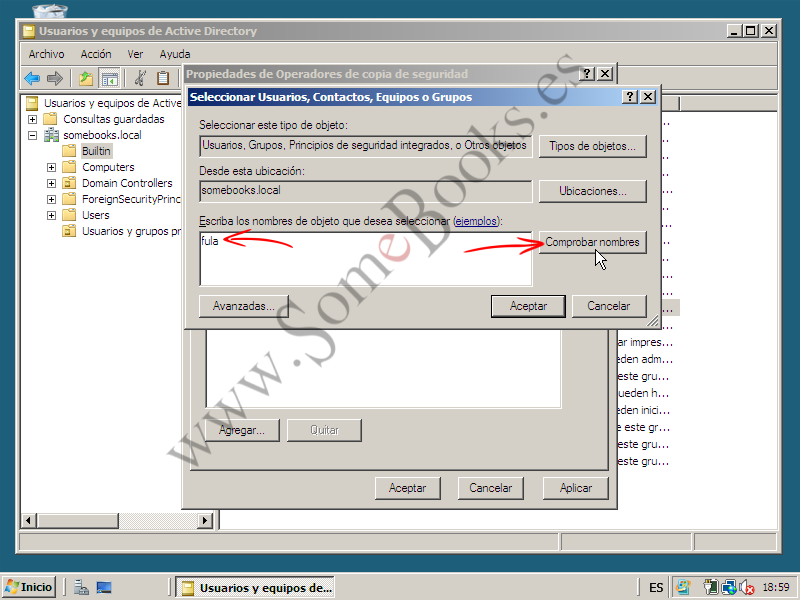 Usuarios y equipos de Active Directory
Archivo Acción Ver Ayuda
Propiedades de Operadores de copia de seguridad
Seleccionar Usuarios, Contactos, Equipos o Grupos
Usuarios y equipos de Active
Consultas guardadas
somebooks.local
Builtin
Computers
Domain Controllers
ForeignSecurityPrinc
Users
Usuarios y grupos pr
Seleccionar este tipo de objeto:
Usuarios, Grupos, Principios de seguridad integrados, o Otros objetos
Tipos de objetos...
Desde esta ubicación:
somebooks.local
Ubicaciones...
Escriba los nombres de objeto que desea seleccionar (ejemplos):
fula
Comprobar nombres
Avanzadas...
Aceptar
Cancelar
ar impres...
eden adm...
este gru...
ueden h...
eden inici...
e este gr...
este gru...
este gru...
Agregar...
Quitar
Aceptar
Cancelar
Aplicar
www.SomeBooks.es
Inicio
Usuarios y equipos de...
ES
18:59